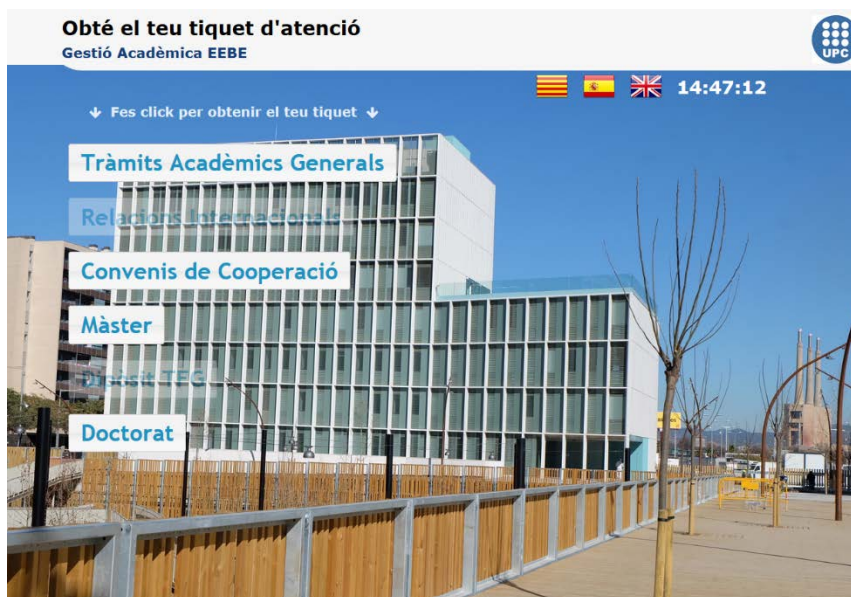 Obté el teu tiquet d'atenció
Gestió Acadèmica EEBE
UPC
14:47:12
Fes click per obtenir el teu tiquet
Tràmits Acadèmics Generals
Relacions Internacionals
Convenis de Cooperació
Màster
Dipòsit TFG
Doctorat